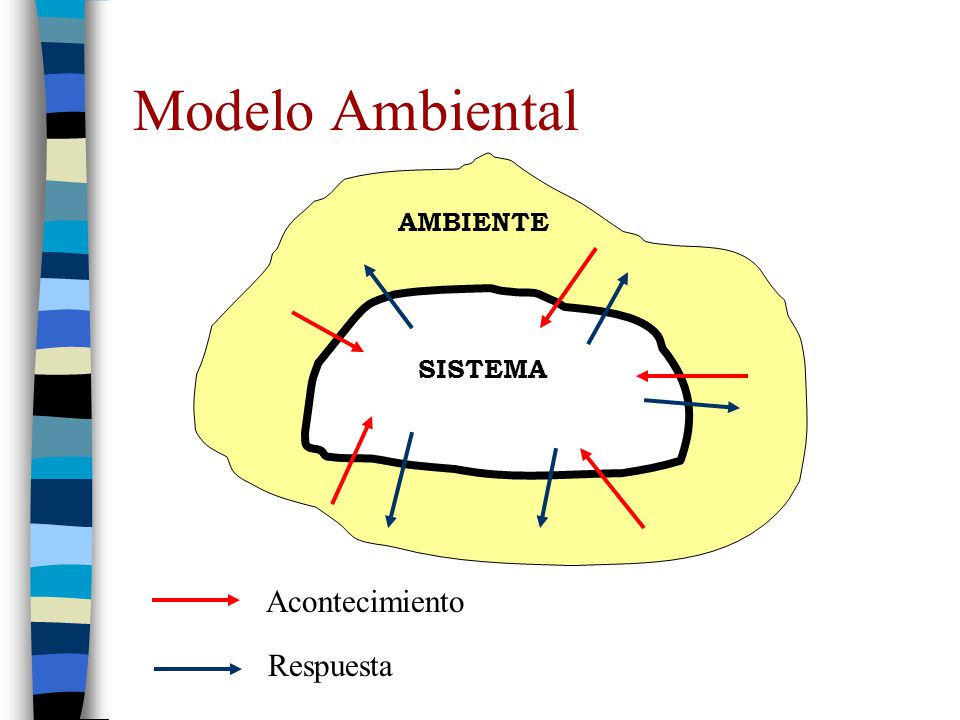 Modelo Ambiental
AMBIENTE
SISTEMA
Acontecimiento
Respuesta